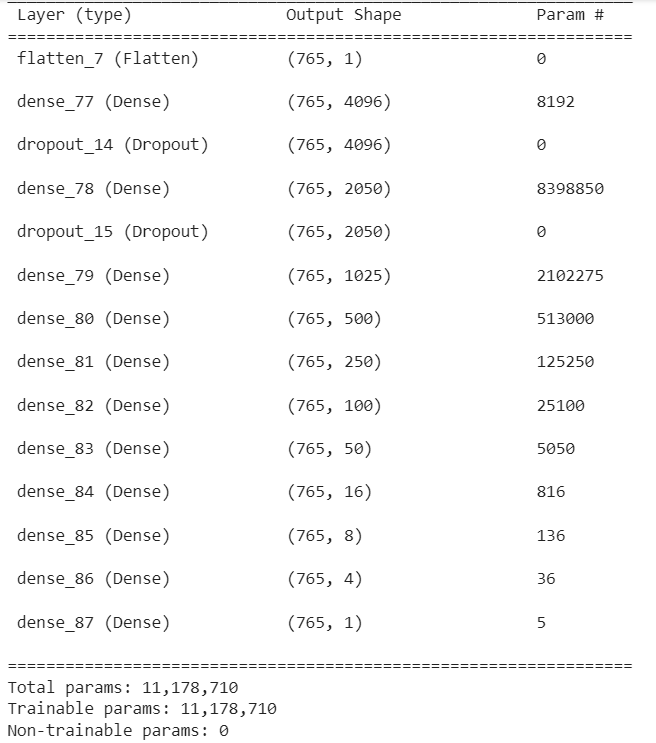 Layer (type) Output Shape Param #
=================================================================
flatten_7 (Flatten) (765, 1) 0
dense_77 (Dense) (765, 4096) 8192
dropout_14 (Dropout) (765, 4096) 0
dense_78 (Dense) (765, 2050) 8398850
dropout_15 (Dropout) (765, 2050) 0
dense_79 (Dense) (765, 1025) 2102275
dense_80 (Dense) (765, 500) 513000
dense_81 (Dense) (765, 250) 125250
dense_82 (Dense) (765, 100) 25100
dense_83 (Dense) (765, 50) 5050
dense_84 (Dense) (765, 16) 816
dense_85 (Dense) (765, 8) 136
dense_86 (Dense) (765, 4) 36
dense_87 (Dense) (765, 1) 5
=================================================================
Total params: 11,178,710
Trainable params: 11,178,710
Non-trainable params: 0